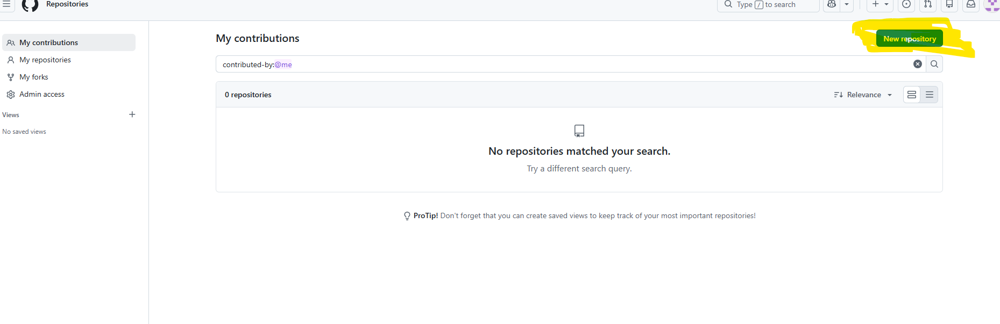 Repositories
Type / to search
My contributions
My repositories
My forks
Admin access
Views
No saved views
My contributions
New repository
contributed-by:@me
0 repositories
Relevance
No repositories matched your search.
Try a different search query.
ProTip! Don't forget that you can create saved views to keep track of your most important repositories!